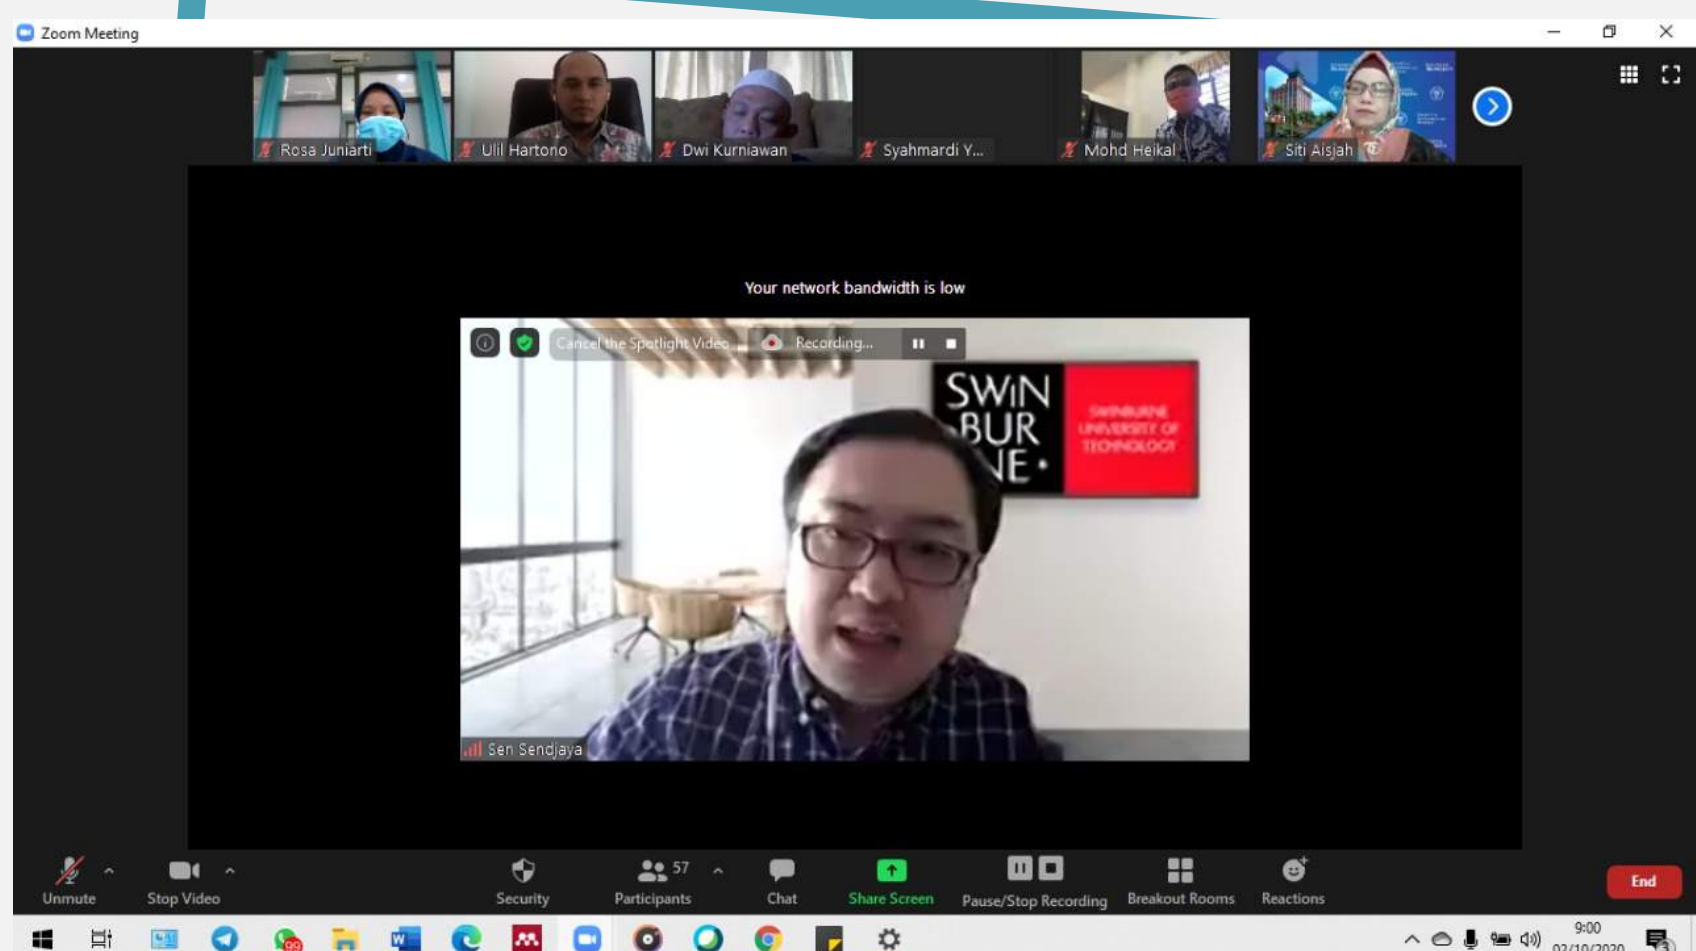 Zoom Meeting
Rosa Juniarti
Ulil Hartono
Dwi Kurniawan
Syahmardi Y...
Mohd Heikal
Siti Aisjah
Your network bandwidth is low
Cancel the Spotlight Video
Recording...
SWIN
BUR
NE
SWINBURNE
UNIVERSITY OF
TECHNOLOGY
Sen Sendjaya
57
Unmute
Stop Video
Security
Participants
Chat
Share Screen
Pause/Stop Recording
Breakout Rooms
Reactions
End
99
W
9:00
3